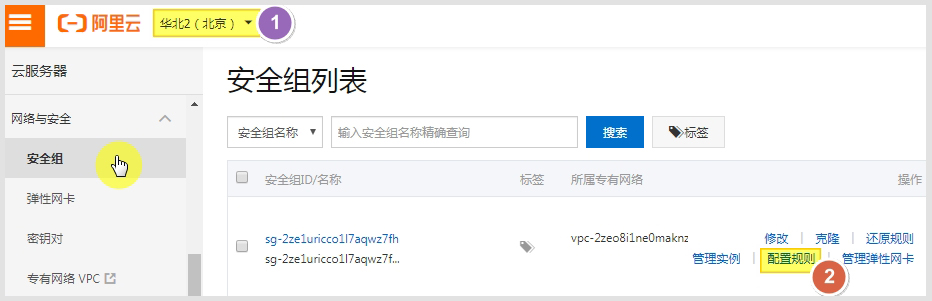 阿里云 华北2（北京） 1
云服务器
网络与安全
安全组
弹性网卡
密钥对
专有网络 VPC
安全组列表
安全组名称 输入安全组名称精确查询 搜索 标签
安全组ID/名称 标签 所属专有网络 操作
sg-2ze1uricco1l7aqwz7fh vpc-2zeo8i1ne0maknz 修改 克隆 还原规则
sg-2ze1uricco1l7aqwz7f... 管理实例 配置规则 管理弹性网卡
2